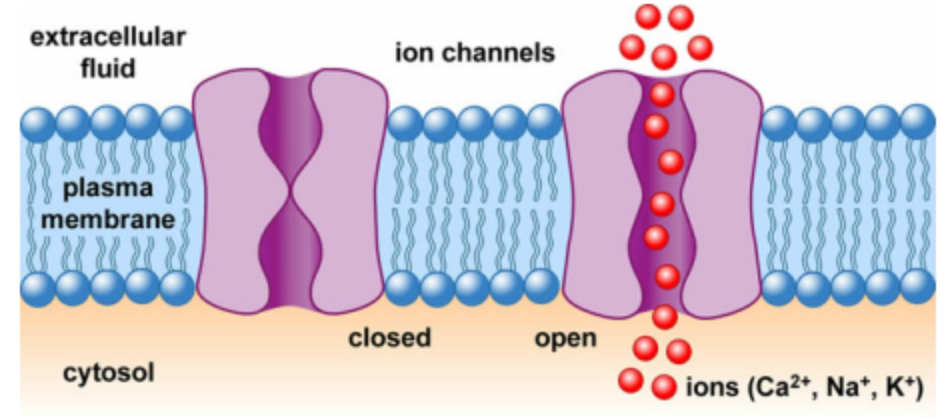 extracellular
fluid
ion channels
plasma
membrane
closed
open
cytosol
ions (Ca²⁺, Na⁺, K⁺)